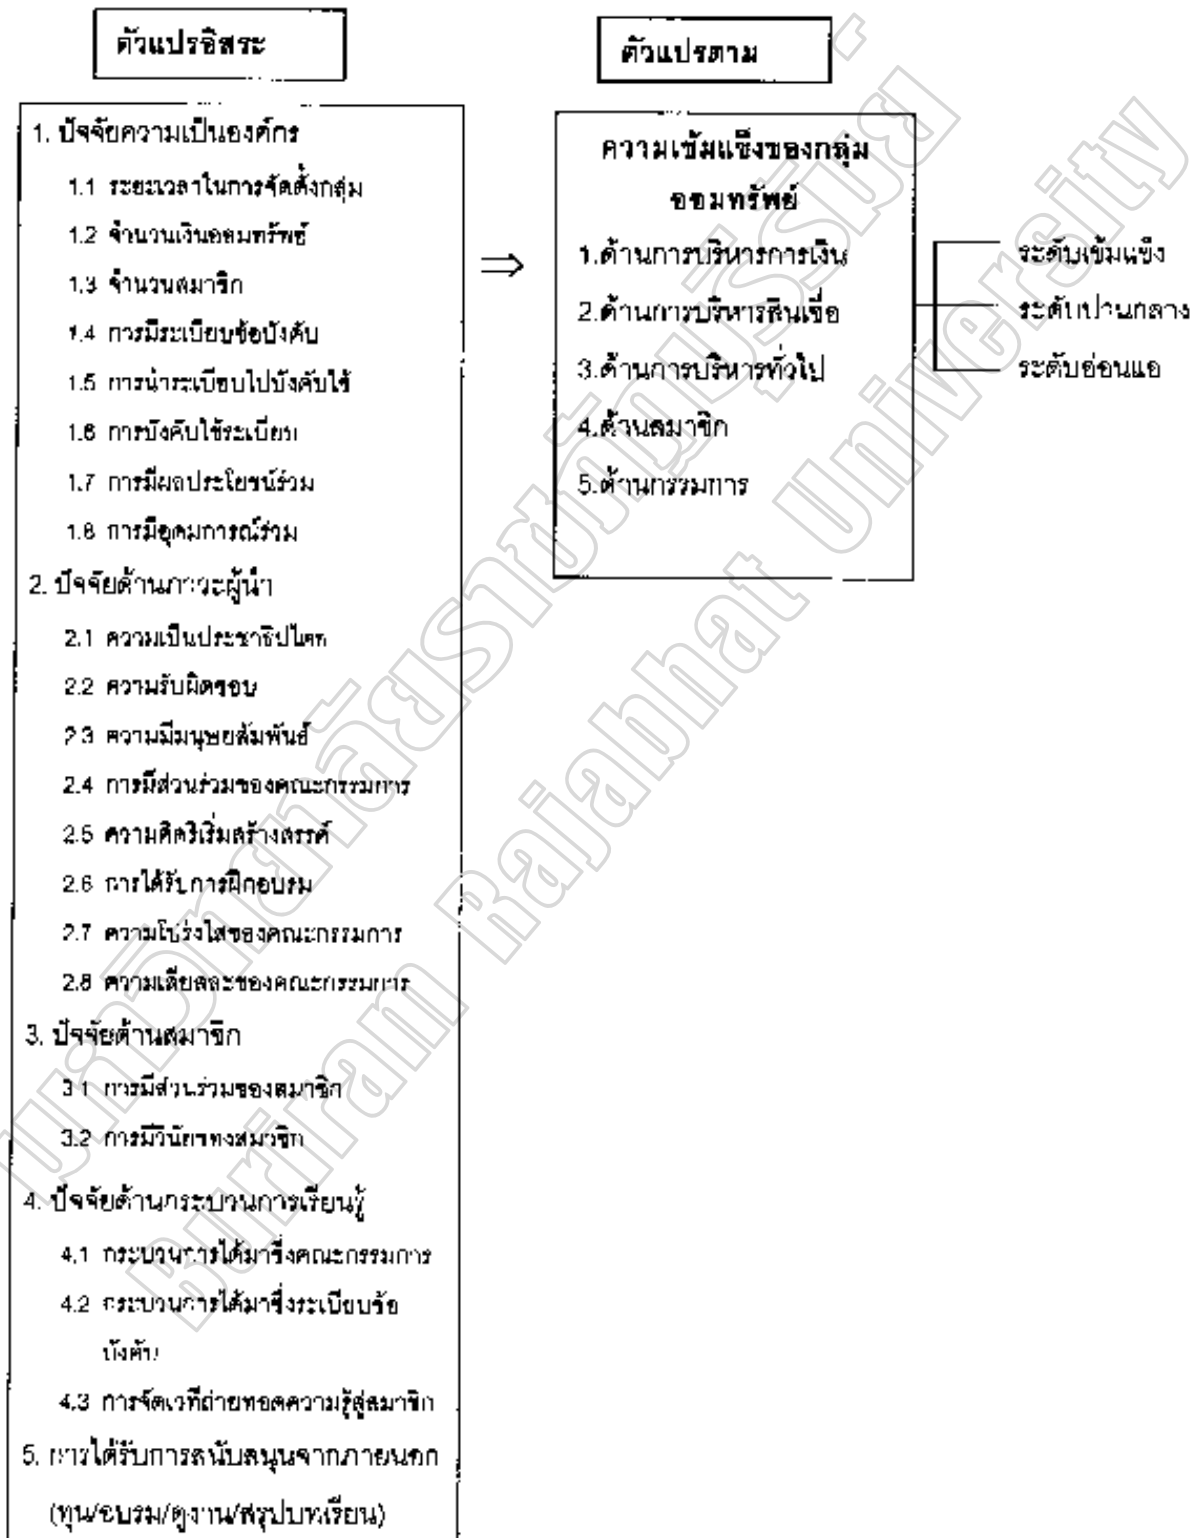 ตัวแปรอิสระ
1. ปัจจัยความเป็นองค์กร
1.1 ระยะเวลาในการจัดตั้งกลุ่ม
1.2 จำนวนเงินออมทรัพย์
1.3 จำนวนสมาชิก
1.4 การมีระเบียบข้อบังคับ
1.5 การนำระเบียบไปบังคับใช้
1.6 การบังคับใช้ระเบียบ
1.7 การมีผลประโยชน์ร่วม
1.8 การมีอุดมการณ์ร่วม
2. ปัจจัยด้านภาวะผู้นำ
2.1 ความเป็นประชาธิปไตย
2.2 ความรับผิดชอบ
2.3 ความมีมนุษยสัมพันธ์
2.4 การมีส่วนร่วมของคณะกรรมการ
2.5 ความคิดริเริ่มสร้างสรรค์
2.6 การได้รับการฝึกอบรม
2.7 ความโปร่งใสของคณะกรรมการ
2.8 ความเสียสละของคณะกรรมการ
3. ปัจจัยด้านสมาชิก
3.1 การมีส่วนร่วมของสมาชิก
3.2 การมีวินัยของสมาชิก
4. ปัจจัยด้านกระบวนการเรียนรู้
4.1 กระบวนการได้มาซึ่งคณะกรรมการ
4.2 กระบวนการได้มาซึ่งระเบียบข้อ
บังคับ
4.3 การจัดเวทีถ่ายทอดความรู้สู่สมาชิก
5. การได้รับการสนับสนุนจากภายนอก
(ทุน/อบรม/ดูงาน/สรุปบทเรียน)
⇒
ตัวแปรตาม
ความเข้มแข็งของกลุ่ม
ออมทรัพย์
1.ด้านการบริหารการเงิน
2.ด้านการบริหารสินเชื่อ
3.ด้านการบริหารทั่วไป
4.ด้านสมาชิก
5.ด้านกรรมการ
ระดับเข้มแข็ง
ระดับปานกลาง
ระดับอ่อนแอ
มหาวิทยาลัยราชภัฏบุรีรัมย์
Buriram Rajabhat University